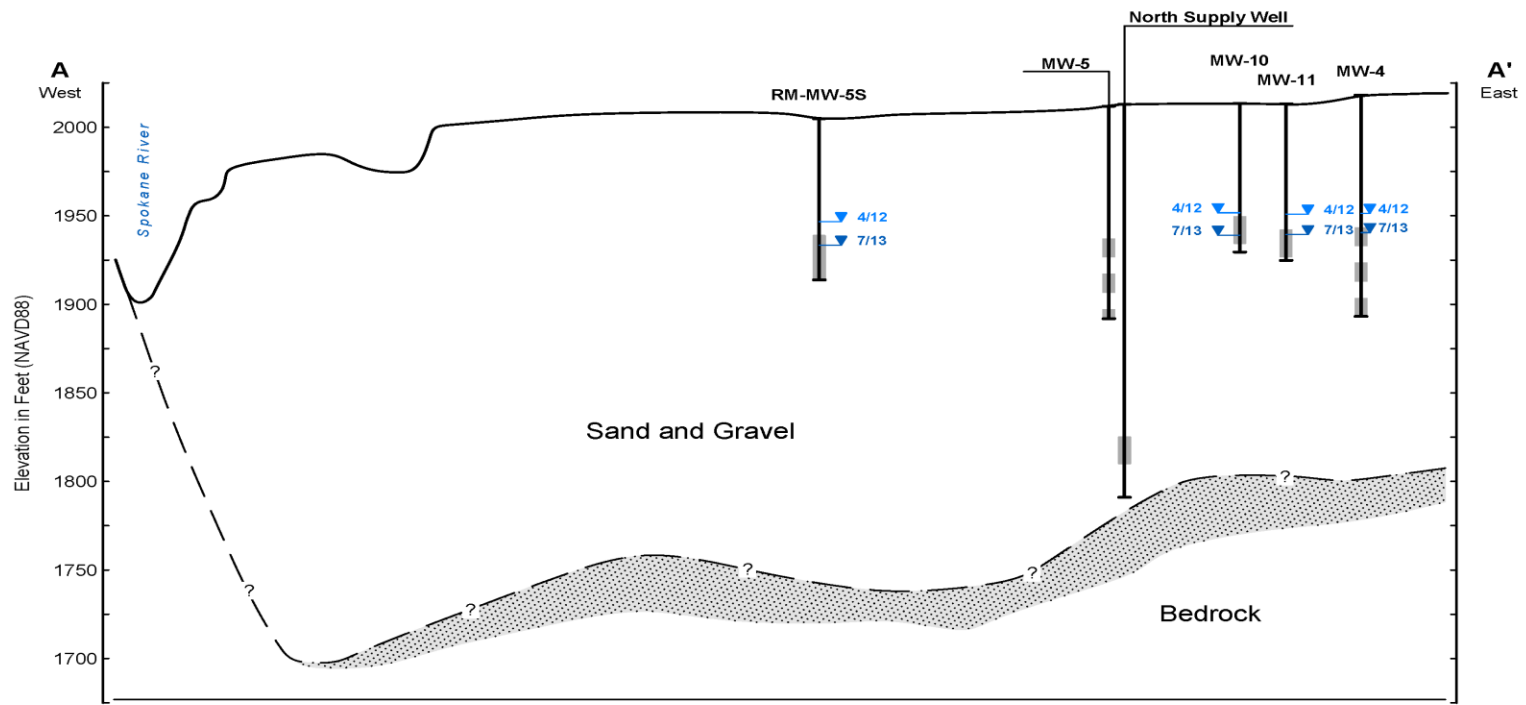 North Supply Well
A
West
MW-5
MW-10
MW-11
MW-4
A'
East
RM-MW-5S
2000
1950
1900
1850
1800
1750
1700
Elevation in Feet (NAVD88)
Spokane River
4/12
7/13
4/12
7/13
4/12
7/13
4/12
7/13
Sand and Gravel
Bedrock
?
?
?
?
?
?